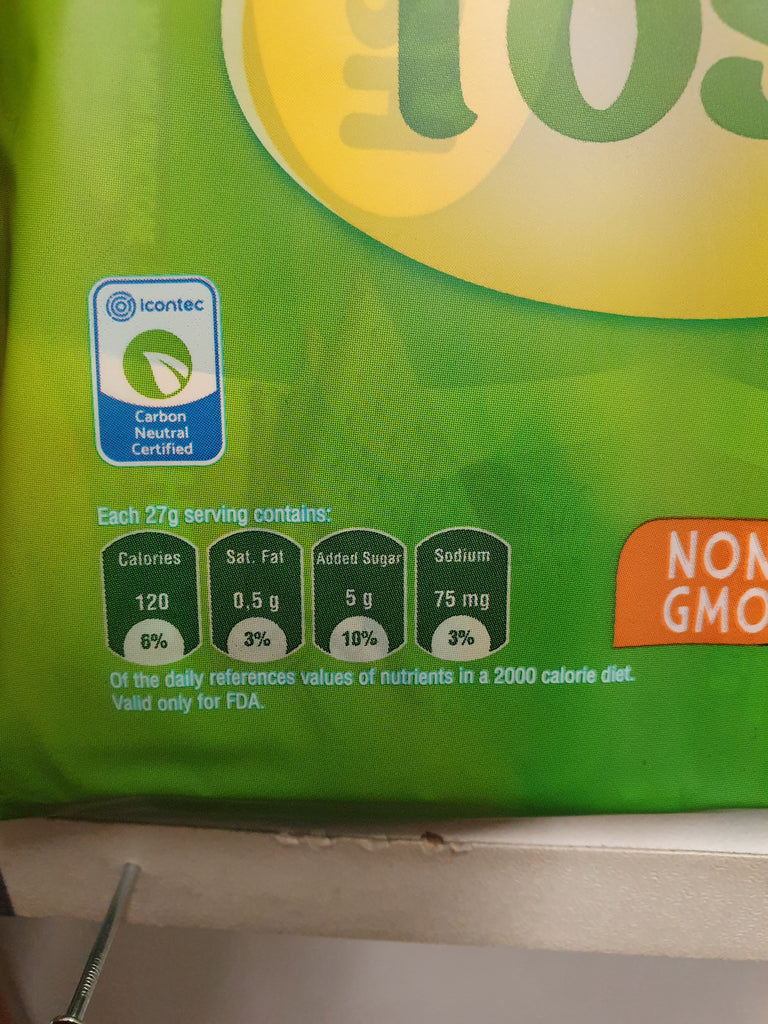 icontec
Carbon
Neutral
Certified
Each 27g serving contains:
Calories Sat. Fat Added Sugar Sodium
120 0,5 g 5 g 75 mg
6% 3% 10% 3%
Of the daily references values of nutrients in a 2000 calorie diet.
Valid only for FDA.
NON
GMO